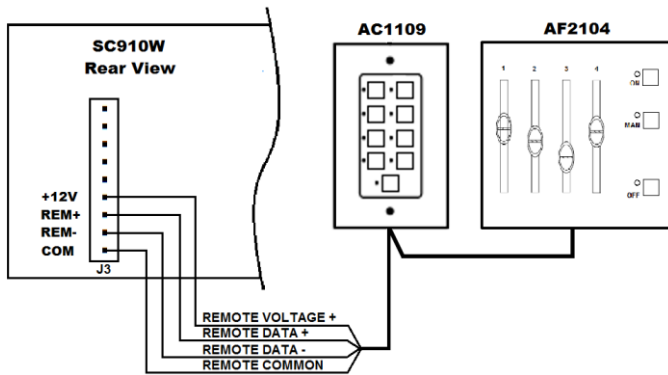 SC910W
Rear View
+12V
REM+
REM-
COM
J3
REMOTE VOLTAGE +
REMOTE DATA +
REMOTE DATA -
REMOTE COMMON
AC1109
AF2104
1 2 3 4
ON
MAN
OFF